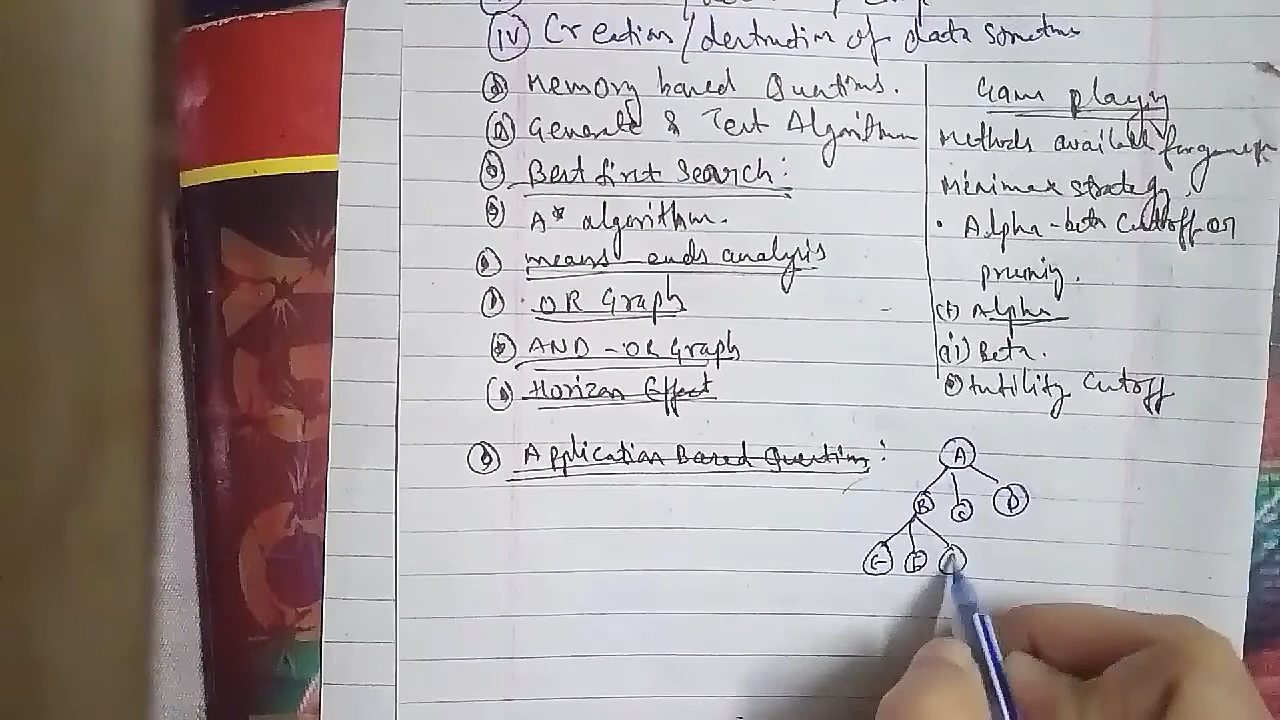 (IV) Creation / destruction of data structure
Memory based Questions.
Generate & Test Algorithm
Best first Search:
A* algorithm.
means ends analysis
OR Graph
AND - OR Graph
Horizan Effect
Application Based Question:
Game playing
Methods available for game
Minimax strategy.
• Alpha-beta Cutoff or
pruning.
(i) Alpha
(ii) Beta.
futility Cutoff
A
B C D
E F